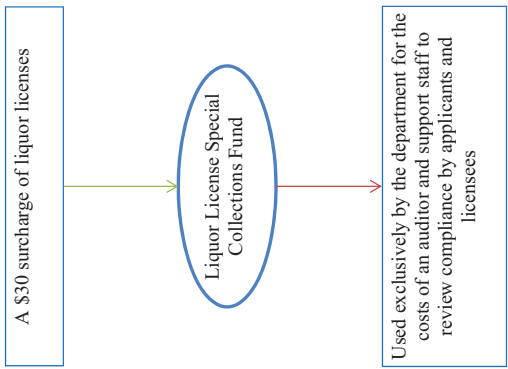 A $30 surcharge of liquor licenses
Liquor License Special
Collections Fund
Used exclusively by the department for the
costs of an auditor and support staff to
review compliance by applicants and
licensees